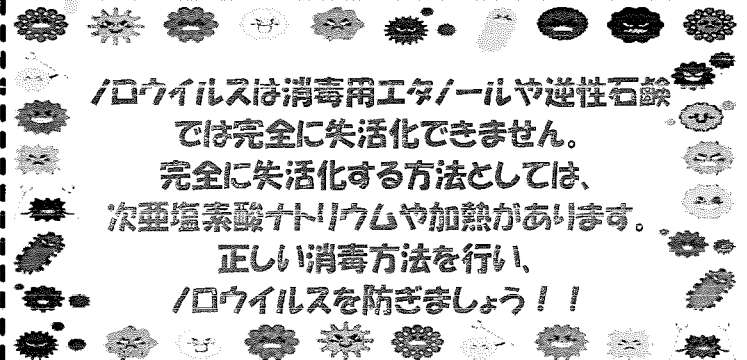 ノロウイルスは消毒用エタノールや逆性石鹸
では完全に失活化できません。
完全に失活化する方法としては、
次亜塩素酸ナトリウムや加熱があります。
正しい消毒方法を行い、
ノロウイルスを防ぎましょう！！